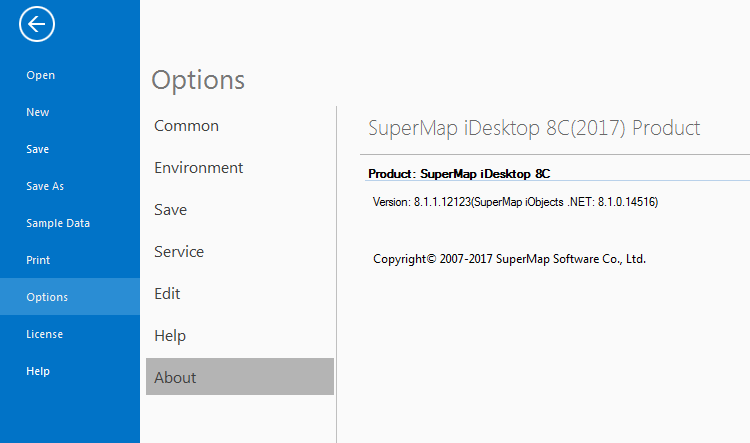 Open
New
Save
Save As
Sample Data
Print
Options
License
Help
Options
Common
Environment
Save
Service
Edit
Help
About
SuperMap iDesktop 8C(2017) Product
Product: SuperMap iDesktop 8C
Version: 8.1.1.12123(SuperMap iObjects .NET: 8.1.0.14516)
Copyright© 2007-2017 SuperMap Software Co., Ltd.